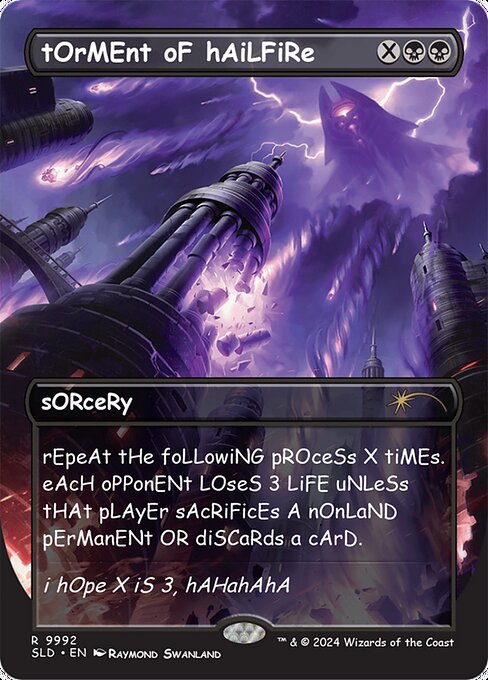 tOrMEnt oF hAiLFiRe X
sORceRy
rEpeAt tHe foLLowiNG pROceSs X tiMEs.
eAcH oPPonENt LOseS 3 LiFE uNLeSs
tHAt pLAyEr sAcRiFiCEs A nOnLaND
pErManENt OR diSCaRds a cArD.
i hOpe X iS 3, hAHahAhA
R 9992
SLD • EN Raymond Swanland
™ & © 2024 Wizards of the Coast